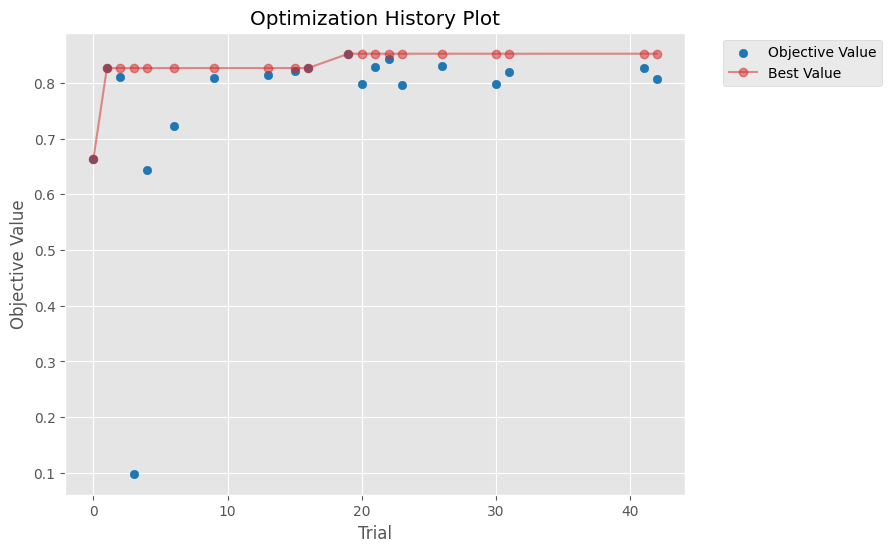 Optimization History Plot
Objective Value
Best Value
Objective Value
0.8
0.7
0.6
0.5
0.4
0.3
0.2
0.1
0 10 20 30 40
Trial